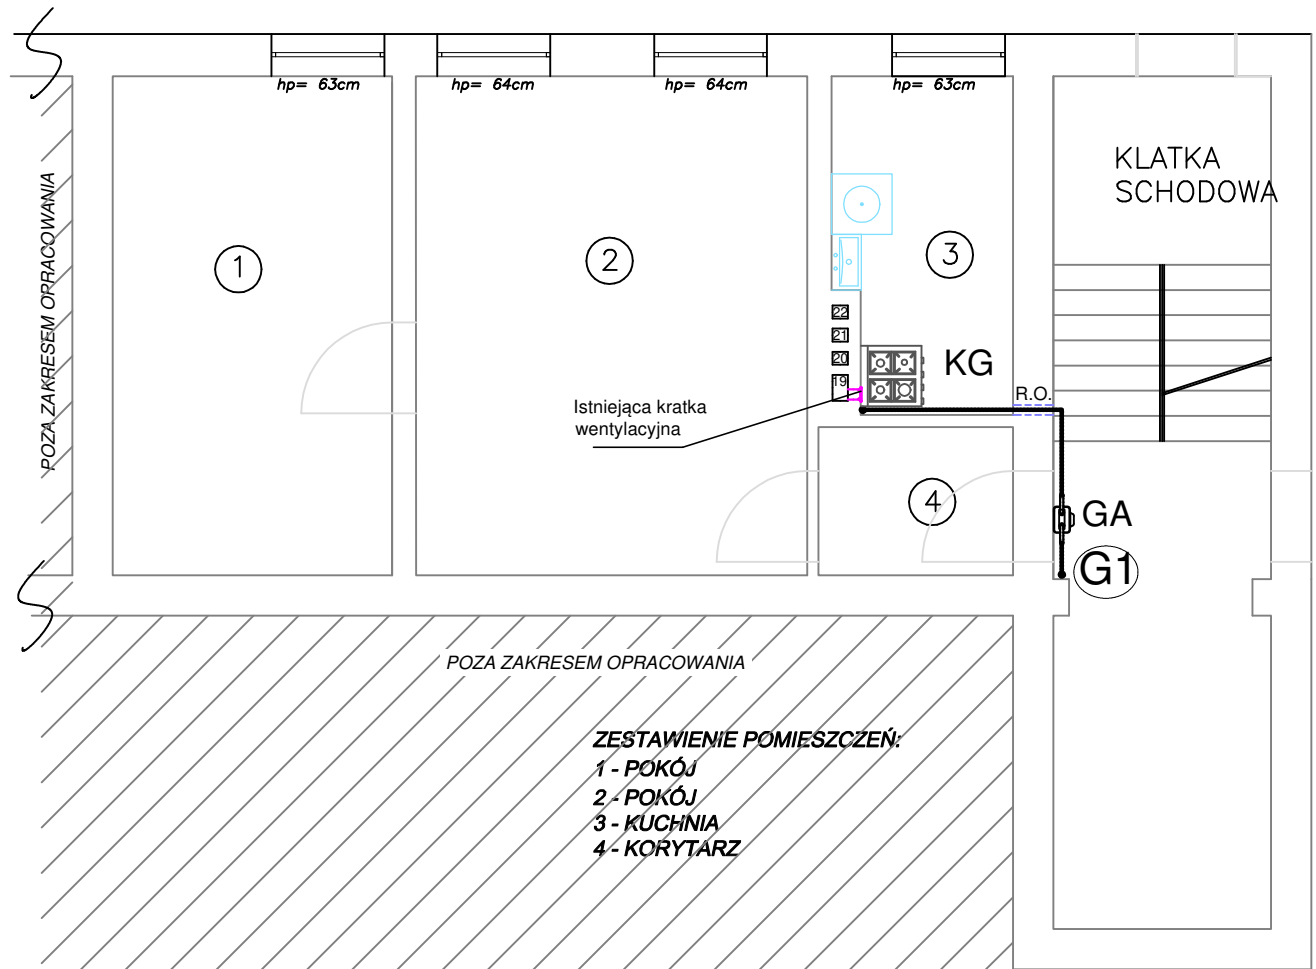 hp= 63cm
hp= 64cm
hp= 64cm
hp= 63cm
KLATKA
SCHODOWA
POZA ZAKRESEM OPRACOWANIA
1
2
3
22
21
20
19
KG
R.O.
Istniejąca kratka
wentylacyjna
4
GA
G1
POZA ZAKRESEM OPRACOWANIA
ZESTAWIENIE POMIESZCZEŃ:
1 - POKÓJ
2 - POKÓJ
3 - KUCHNIA
4 - KORYTARZ